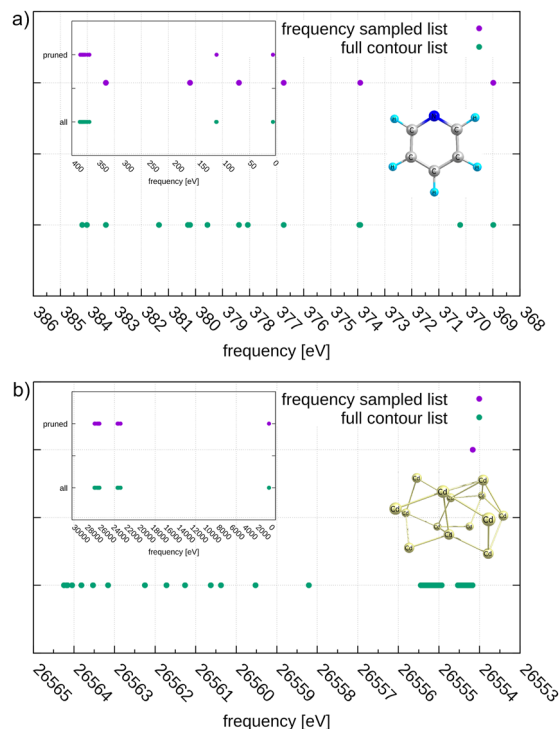 a)
frequency sampled list
full contour list
pruned
all
400
350
300
250
200
150
100
50
0
frequency [eV]
N
C C
C C
C
386
385
384
383
382
381
380
379
378
377
376
375
374
373
372
371
370
369
368
frequency [eV]
b)
frequency sampled list
full contour list
pruned
all
30000
28000
26000
24000
22000
20000
18000
16000
14000
12000
10000
8000
6000
4000
2000
0
frequency [eV]
Cd Cd
Cd
Cd Cd
Cd
Cd Cd
26565
26564
26563
26562
26561
26560
26559
26558
26557
26556
26555
26554
26553
frequency [eV]